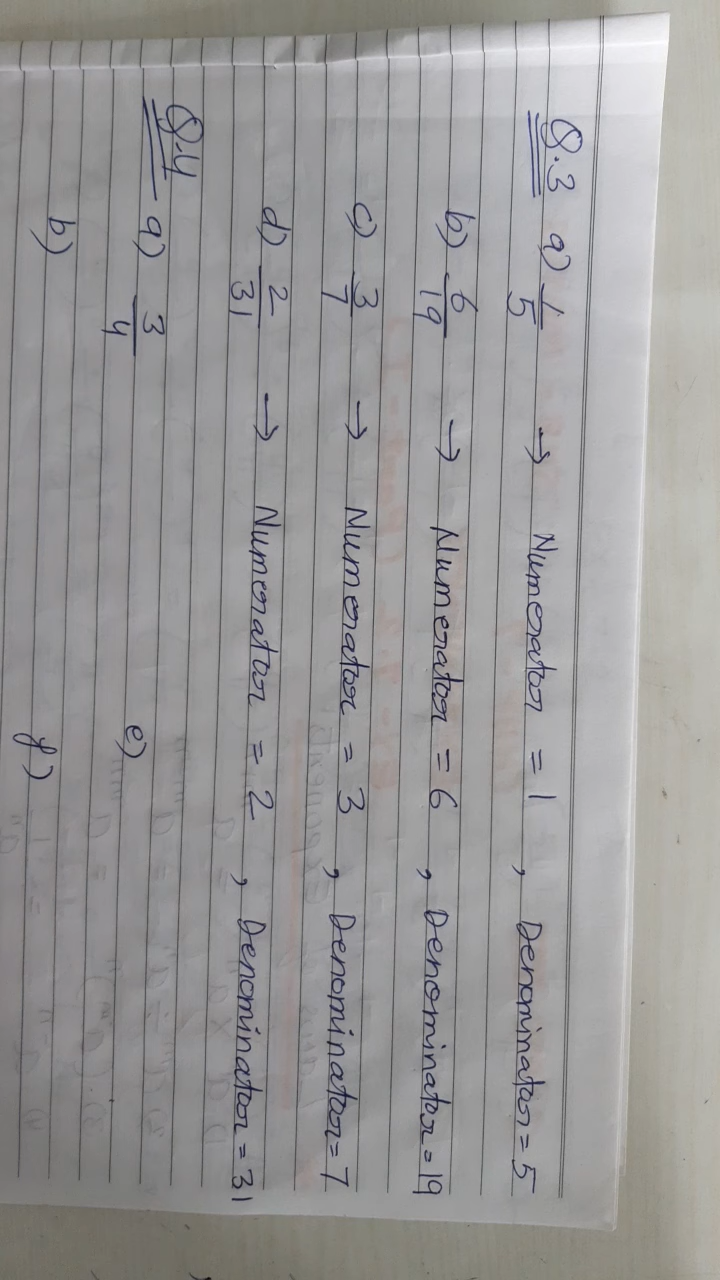 Q.3 a) 1/5 → Numerator = 1 , Denominator = 5
b) 6/19 → Numerator = 6 , Denominator = 19
c) 3/7 → Numerator = 3 , Denominator = 7
d) 2/31 → Numerator = 2 , Denominator = 31
Q.4 a) 3/4 e)
b) f)